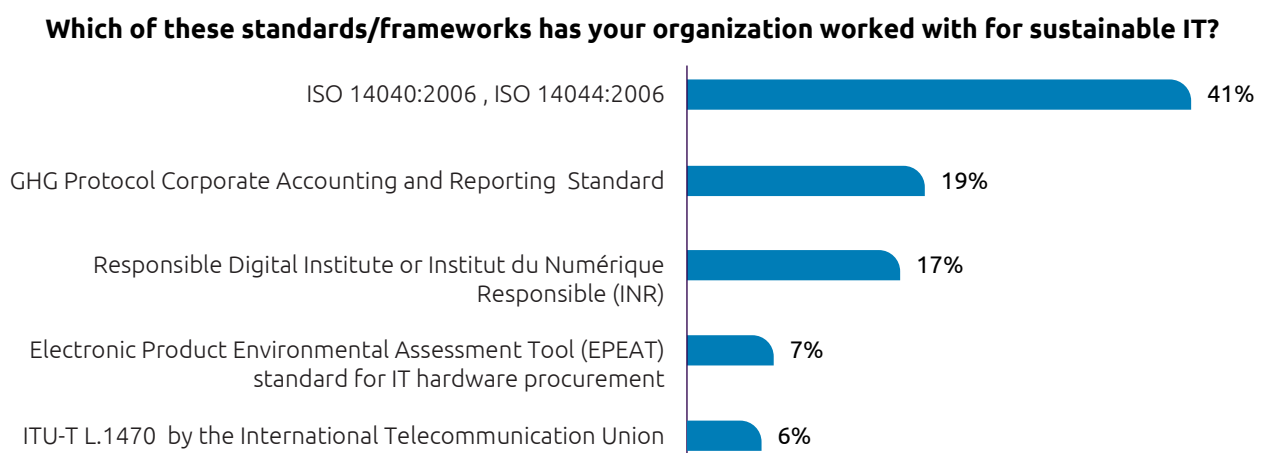 Which of these standards/frameworks has your organization worked with for sustainable IT?
ISO 14040:2006 , ISO 14044:2006
41%
GHG Protocol Corporate Accounting and Reporting  Standard
19%
Responsible Digital Institute or Institut du Numérique
Responsible (INR)
17%
Electronic Product Environmental Assessment Tool (EPEAT)
standard for IT hardware procurement
7%
ITU-T L.1470  by the International Telecommunication Union
6%